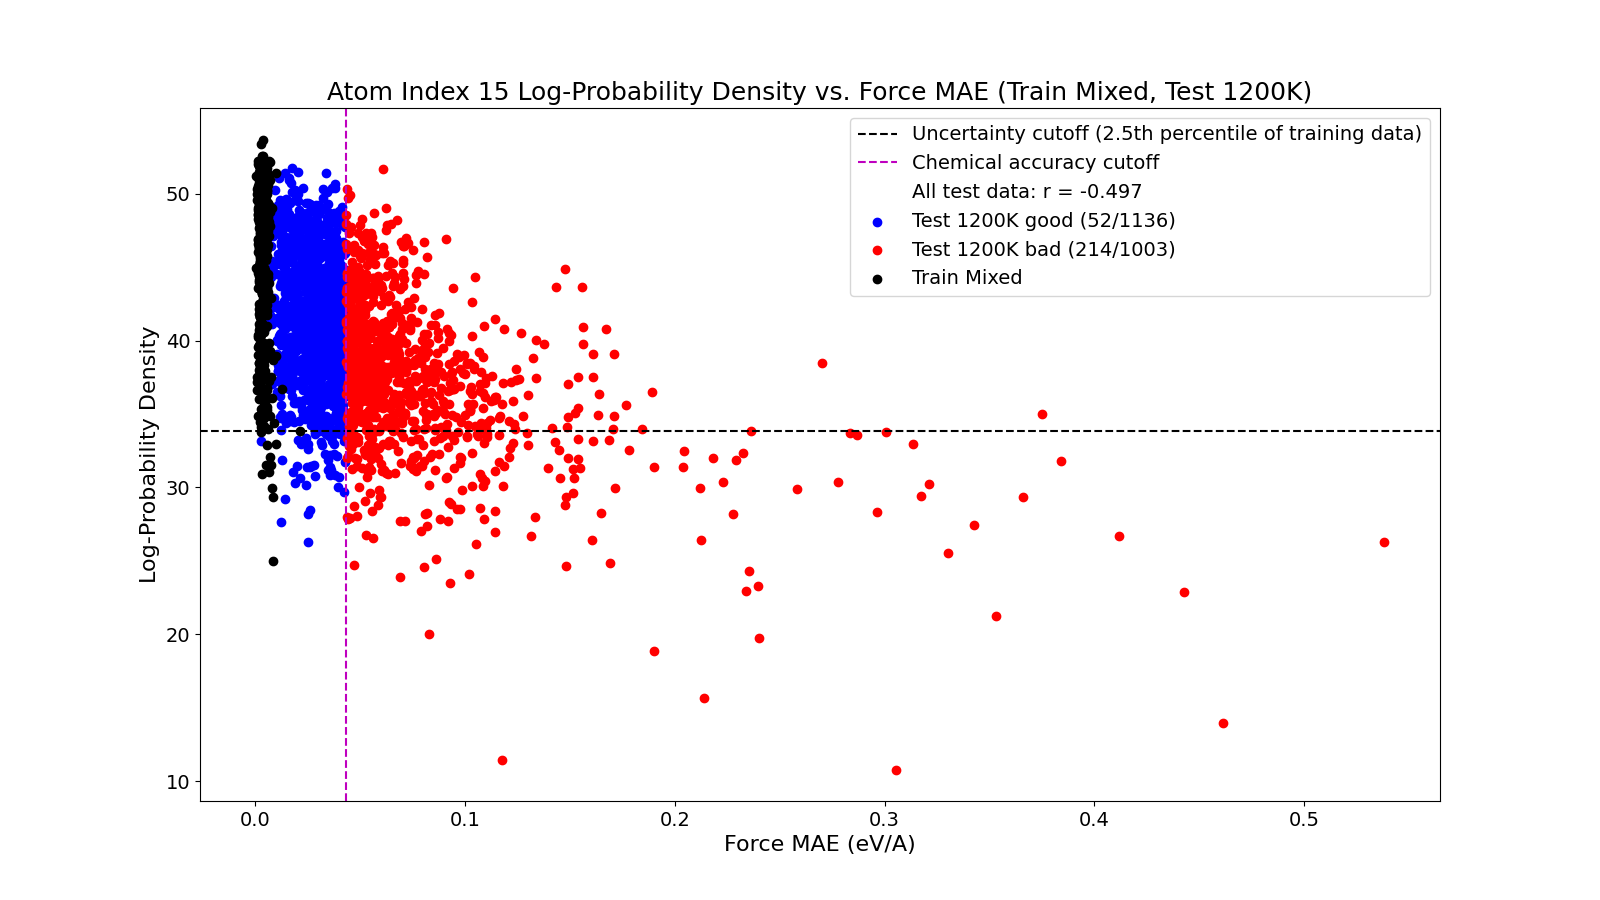 Atom Index 15 Log-Probability Density vs. Force MAE (Train Mixed, Test 1200K)
Uncertainty cutoff (2.5th percentile of training data)
Chemical accuracy cutoff
All test data: r = -0.497
Test 1200K good (52/1136)
Test 1200K bad (214/1003)
Train Mixed
Log-Probability Density
50
40
30
20
10
0.0 0.1 0.2 0.3 0.4 0.5
Force MAE (eV/A)